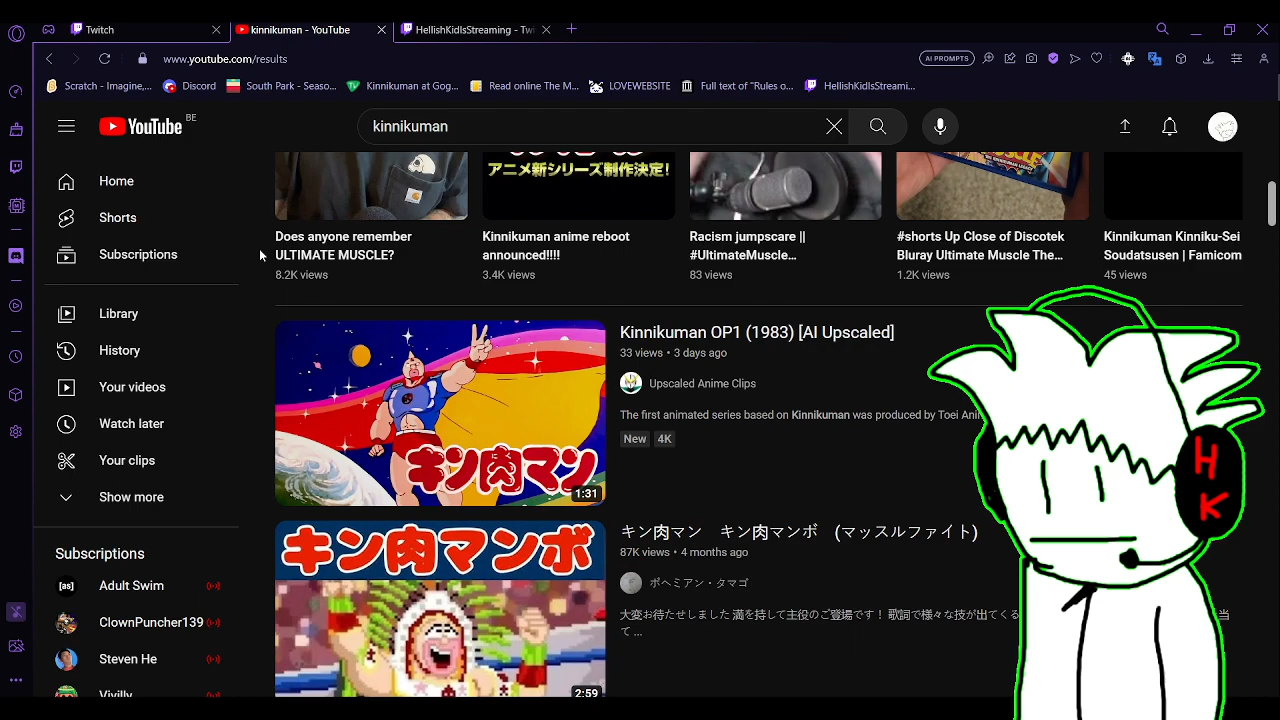 Twitch
kinnikuman - YouTube
HellishKidIsStreaming - Twi
www.youtube.com/results
AI PROMPTS
Scratch - Imagine,...
Discord
South Park - Seaso...
Kinnikuman at Gog...
Read online The M...
LOVEWEBSITE
Full text of "Rules o...
HellishKidIsStreami...
YouTube BE
kinnikuman
Home
Shorts
Subscriptions
Library
History
Your videos
Watch later
Your clips
Show more
Subscriptions
[as] Adult Swim
ClownPuncher139
Steven He
Vivilly
アニメ新シリーズ制作決定!
Does anyone remember
ULTIMATE MUSCLE?
8.2K views
Kinnikuman anime reboot
announced!!!!
3.4K views
Racism jumpscare ||
#UltimateMuscle...
83 views
#shorts Up Close of Discotek
Bluray Ultimate Muscle The...
1.2K views
Kinnikuman Kinniku-Sei
Soudatsusen | Famicom
45 views
キン肉マン
1:31
Kinnikuman OP1 (1983) [AI Upscaled]
33 views • 3 days ago
Upscaled Anime Clips
The first animated series based on Kinnikuman was produced by Toei Ani
New 4K
キン肉マンボ
2:59
キン肉マン　キン肉マンボ　(マッスルファイト)
87K views • 4 months ago
ボヘミアン・タマゴ
大変お待たせしました 満を持して主役のご登場です！ 歌詞で様々な技が出てくる
て ...
当
HK